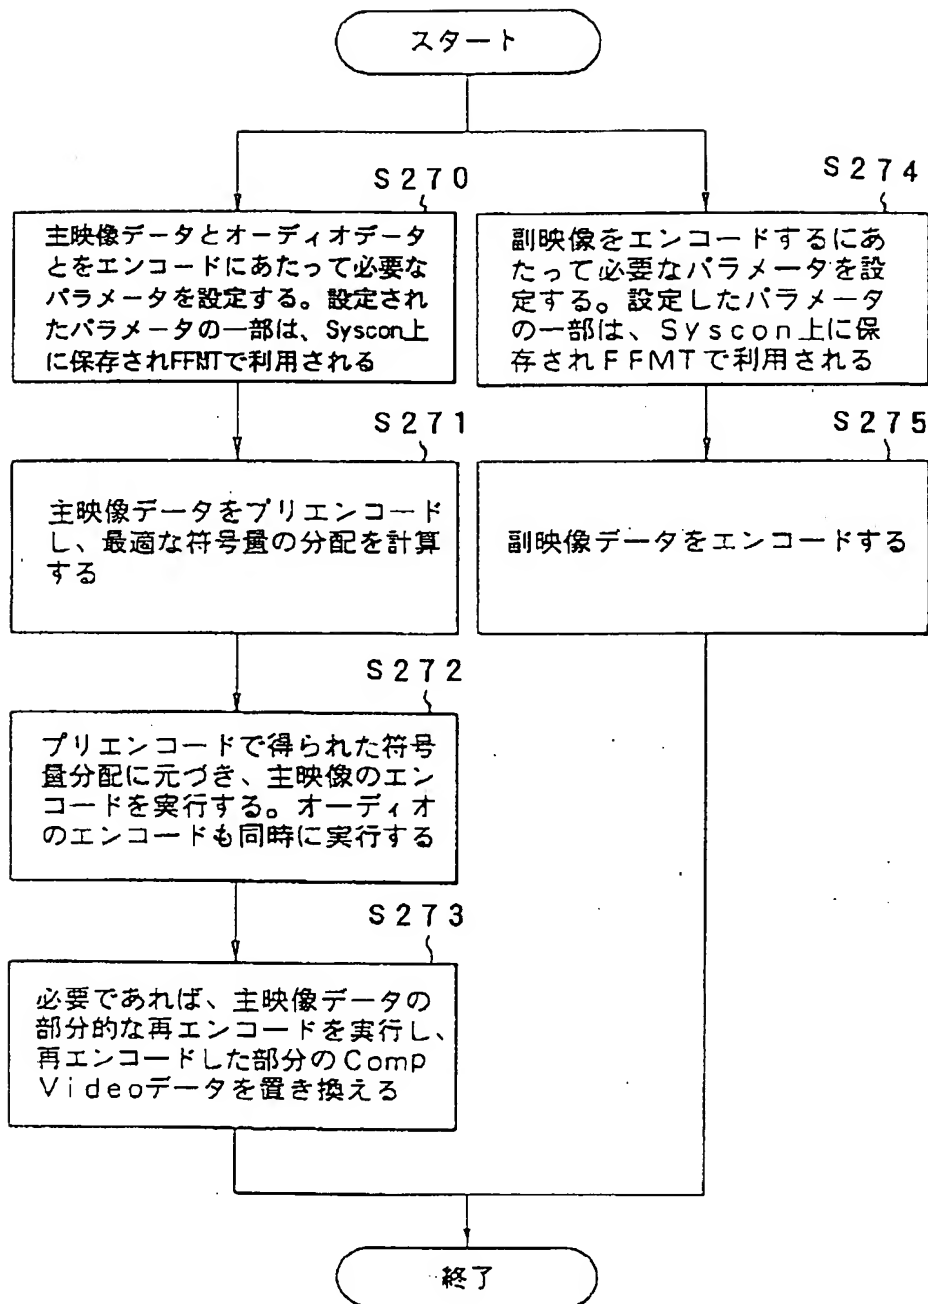 スタート
S270
主映像データとオーディオデータ
とをエンコードにあたって必要な
パラメータを設定する。設定され
たパラメータの一部は、Syscon上
に保存されFFMTで利用される
S271
主映像データをプリエンコード
し、最適な符号量の分配を計算
する
S272
プリエンコードで得られた符号
量分配に元づき、主映像のエン
コードを実行する。オーディオ
のエンコードも同時に実行する
S273
必要であれば、主映像データの
部分的な再エンコードを実行し、
再エンコードした部分のComp
Videoデータを置き換える
S274
副映像をエンコードするにあ
たって必要なパラメータを設
定する。設定したパラメータ
の一部は、Syscon上に保
存されFFMTで利用される
S275
副映像データをエンコードする
終了